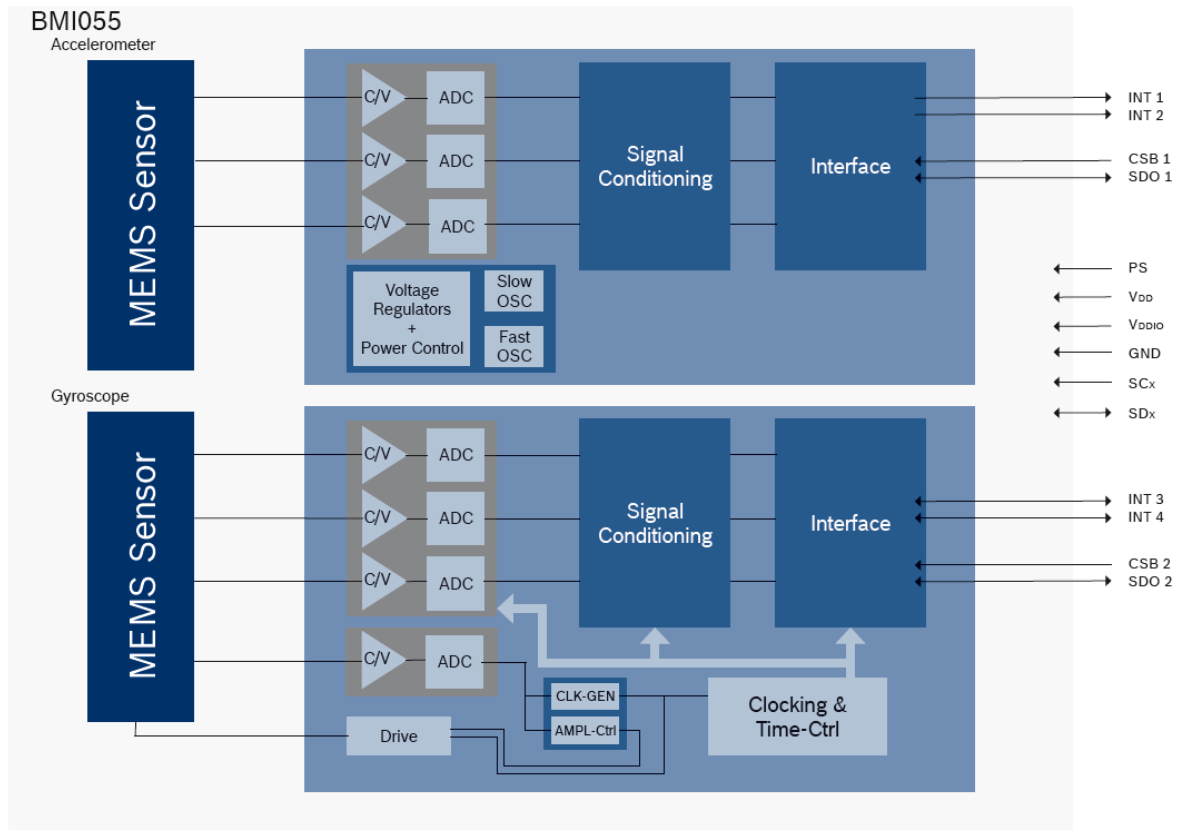 BMI055
Accelerometer
MEMS Sensor
C/V
ADC
C/V
ADC
C/V
ADC
Signal
Conditioning
Interface
INT 1
INT 2
CSB 1
SDO 1
Voltage
Regulators
+
Power Control
Slow
OSC
Fast
OSC
PS
VDD
VDDIO
GND
SCx
SDx
Gyroscope
MEMS Sensor
C/V
ADC
C/V
ADC
C/V
ADC
Signal
Conditioning
Interface
INT 3
INT 4
CSB 2
SDO 2
C/V
ADC
Drive
CLK-GEN
AMPL-Ctrl
Clocking &
Time-Ctrl